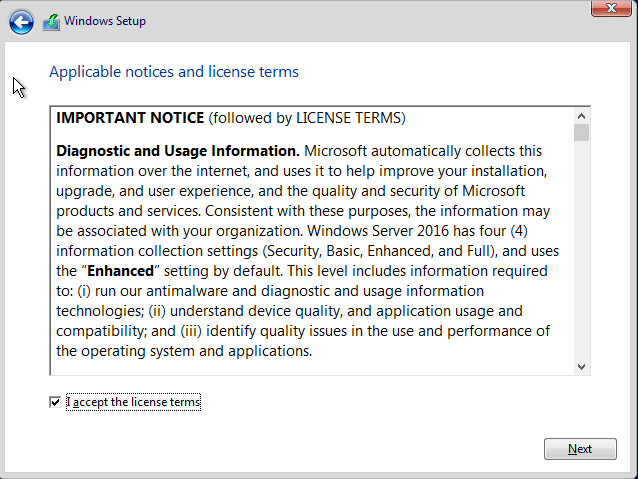 Windows Setup
Applicable notices and license terms
IMPORTANT NOTICE (followed by LICENSE TERMS)
Diagnostic and Usage Information. Microsoft automatically collects this
information over the internet, and uses it to help improve your installation,
upgrade, and user experience, and the quality and security of Microsoft
products and services. Consistent with these purposes, the information may
be associated with your organization. Windows Server 2016 has four (4)
information collection settings (Security, Basic, Enhanced, and Full), and uses
the “Enhanced” setting by default. This level includes information required
to: (i) run our antimalware and diagnostic and usage information
technologies; (ii) understand device quality, and application usage and
compatibility; and (iii) identify quality issues in the use and performance of
the operating system and applications.
I accept the license terms
Next